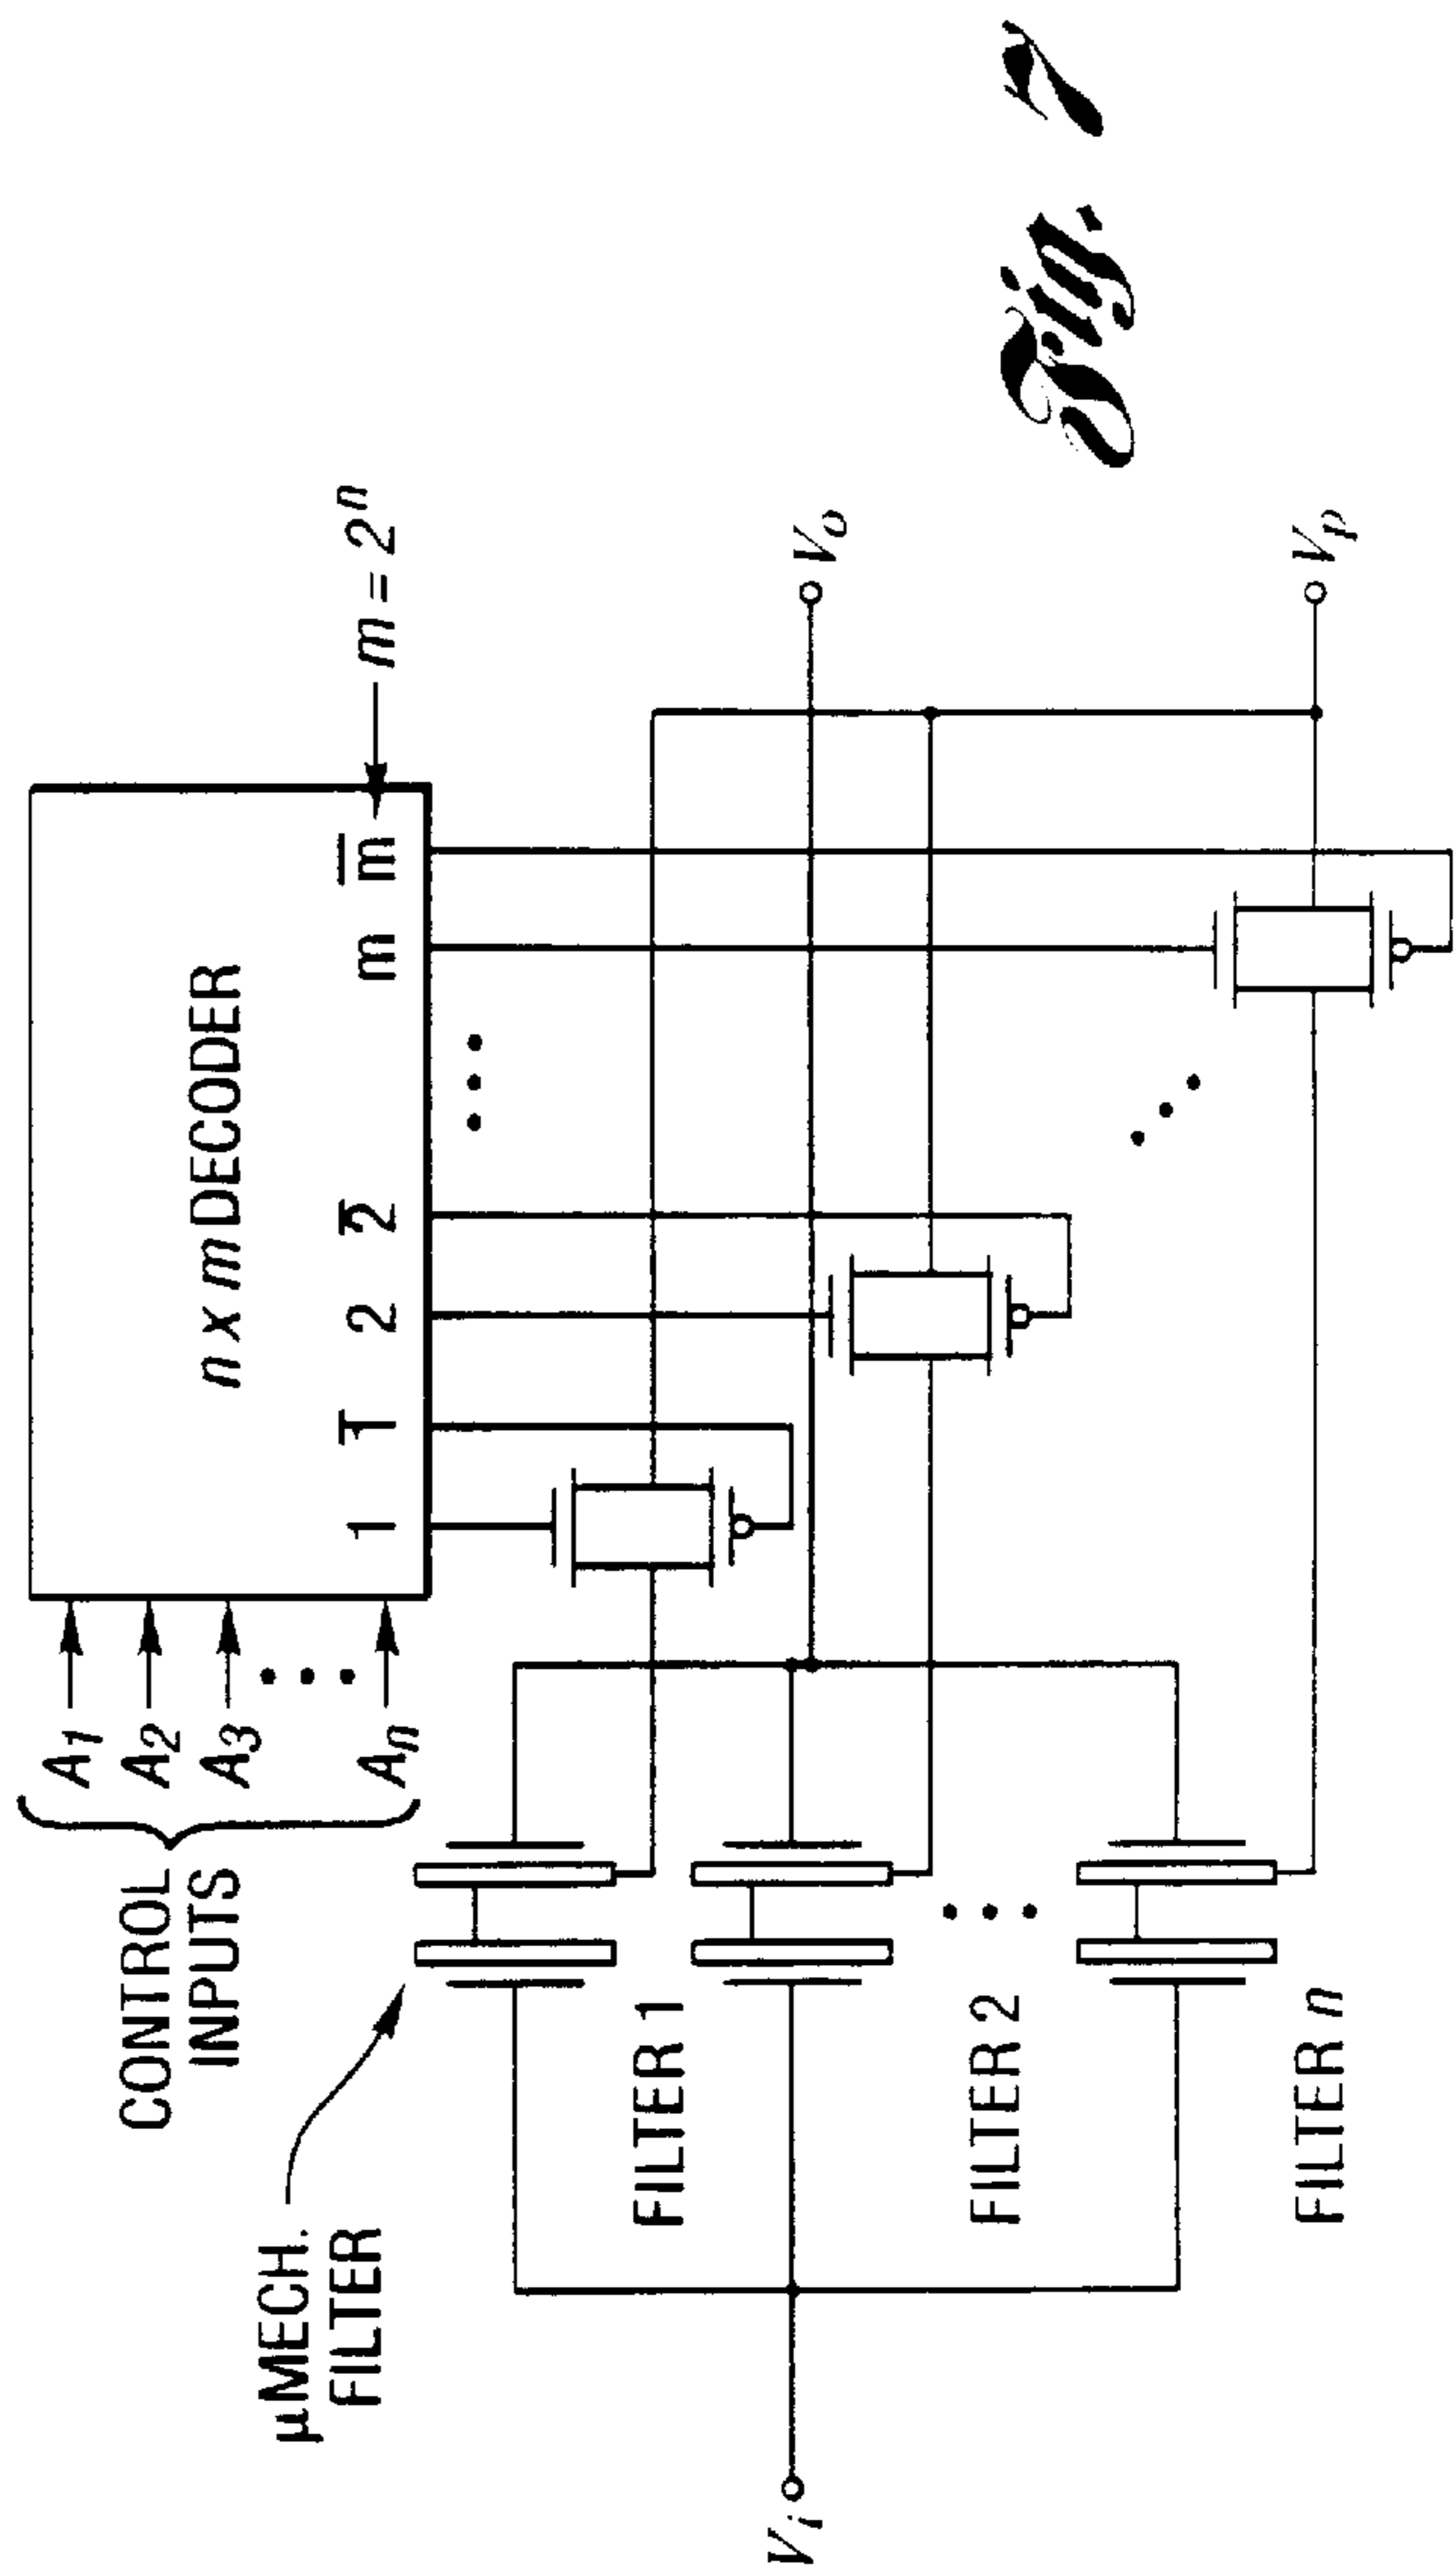 A1
A2
A3
An
CONTROL
INPUTS
n x m DECODER
1 1̅ 2 2̅ m m̅
m = 2ⁿ
μMECH.
FILTER
FILTER 1
FILTER 2
FILTER n
Vi
Vo
Vp
Fig. 7